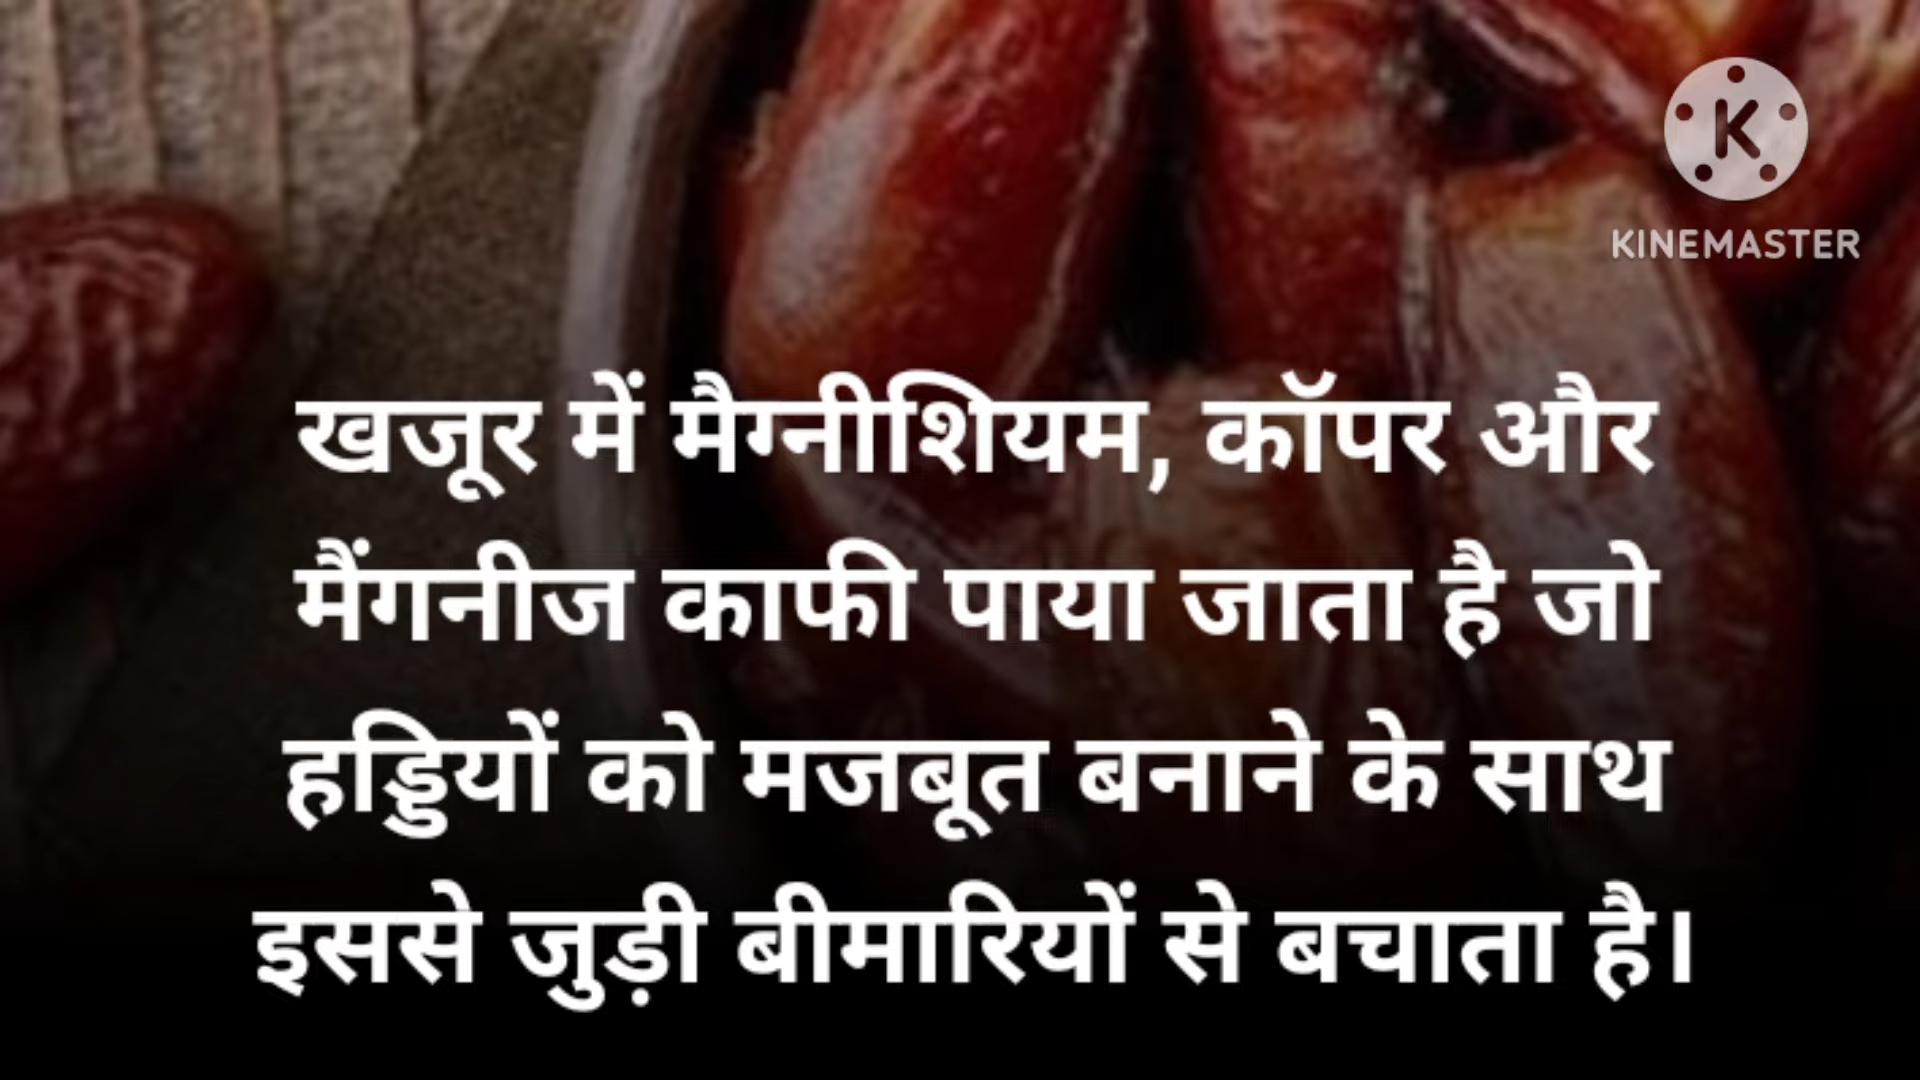 KINEMASTER
खजूर में मैग्नीशियम, कॉपर और
मैंगनीज काफी पाया जाता है जो
हड्डियों को मजबूत बनाने के साथ
इससे जुड़ी बीमारियों से बचाता है।